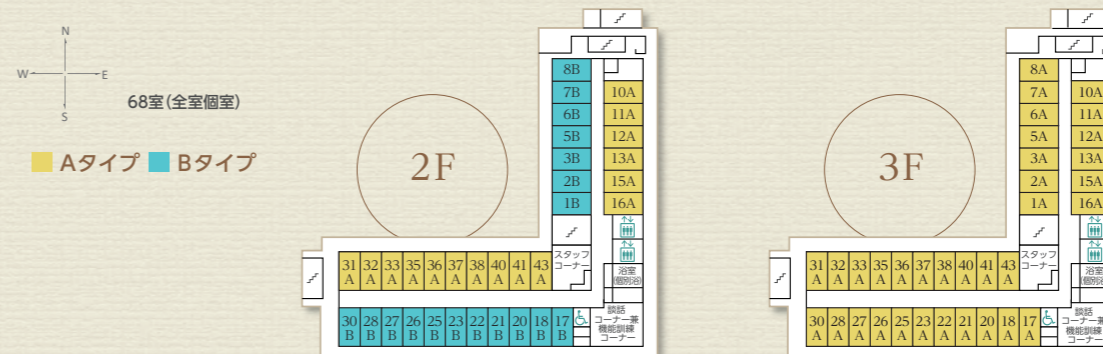 N
W E
S
68室(全室個室)
Aタイプ Bタイプ
2F
8B
7B 10A
6B 11A
5B 12A
3B 13A
2B 15A
1B 16A
スタッフ
コーナー
浴室
(個別浴)
31 32 33 35 36 37 38 40 41 43
A A A A A A A A A A
談話
コーナー兼
機能訓練
コーナー
30 28 27 26 25 23 22 21 20 18 17
B B B B B B B B B B B
3F
8A
7A 10A
6A 11A
5A 12A
3A 13A
2A 15A
1A 16A
スタッフ
コーナー
浴室
(個別浴
31 32 33 35 36 37 38 40 41 43
A A A A A A A A A A
談話
コーナー兼
機能訓練
コーナー
30 28 27 26 25 23 22 21 20 18 17
A A A A A A A A A A A